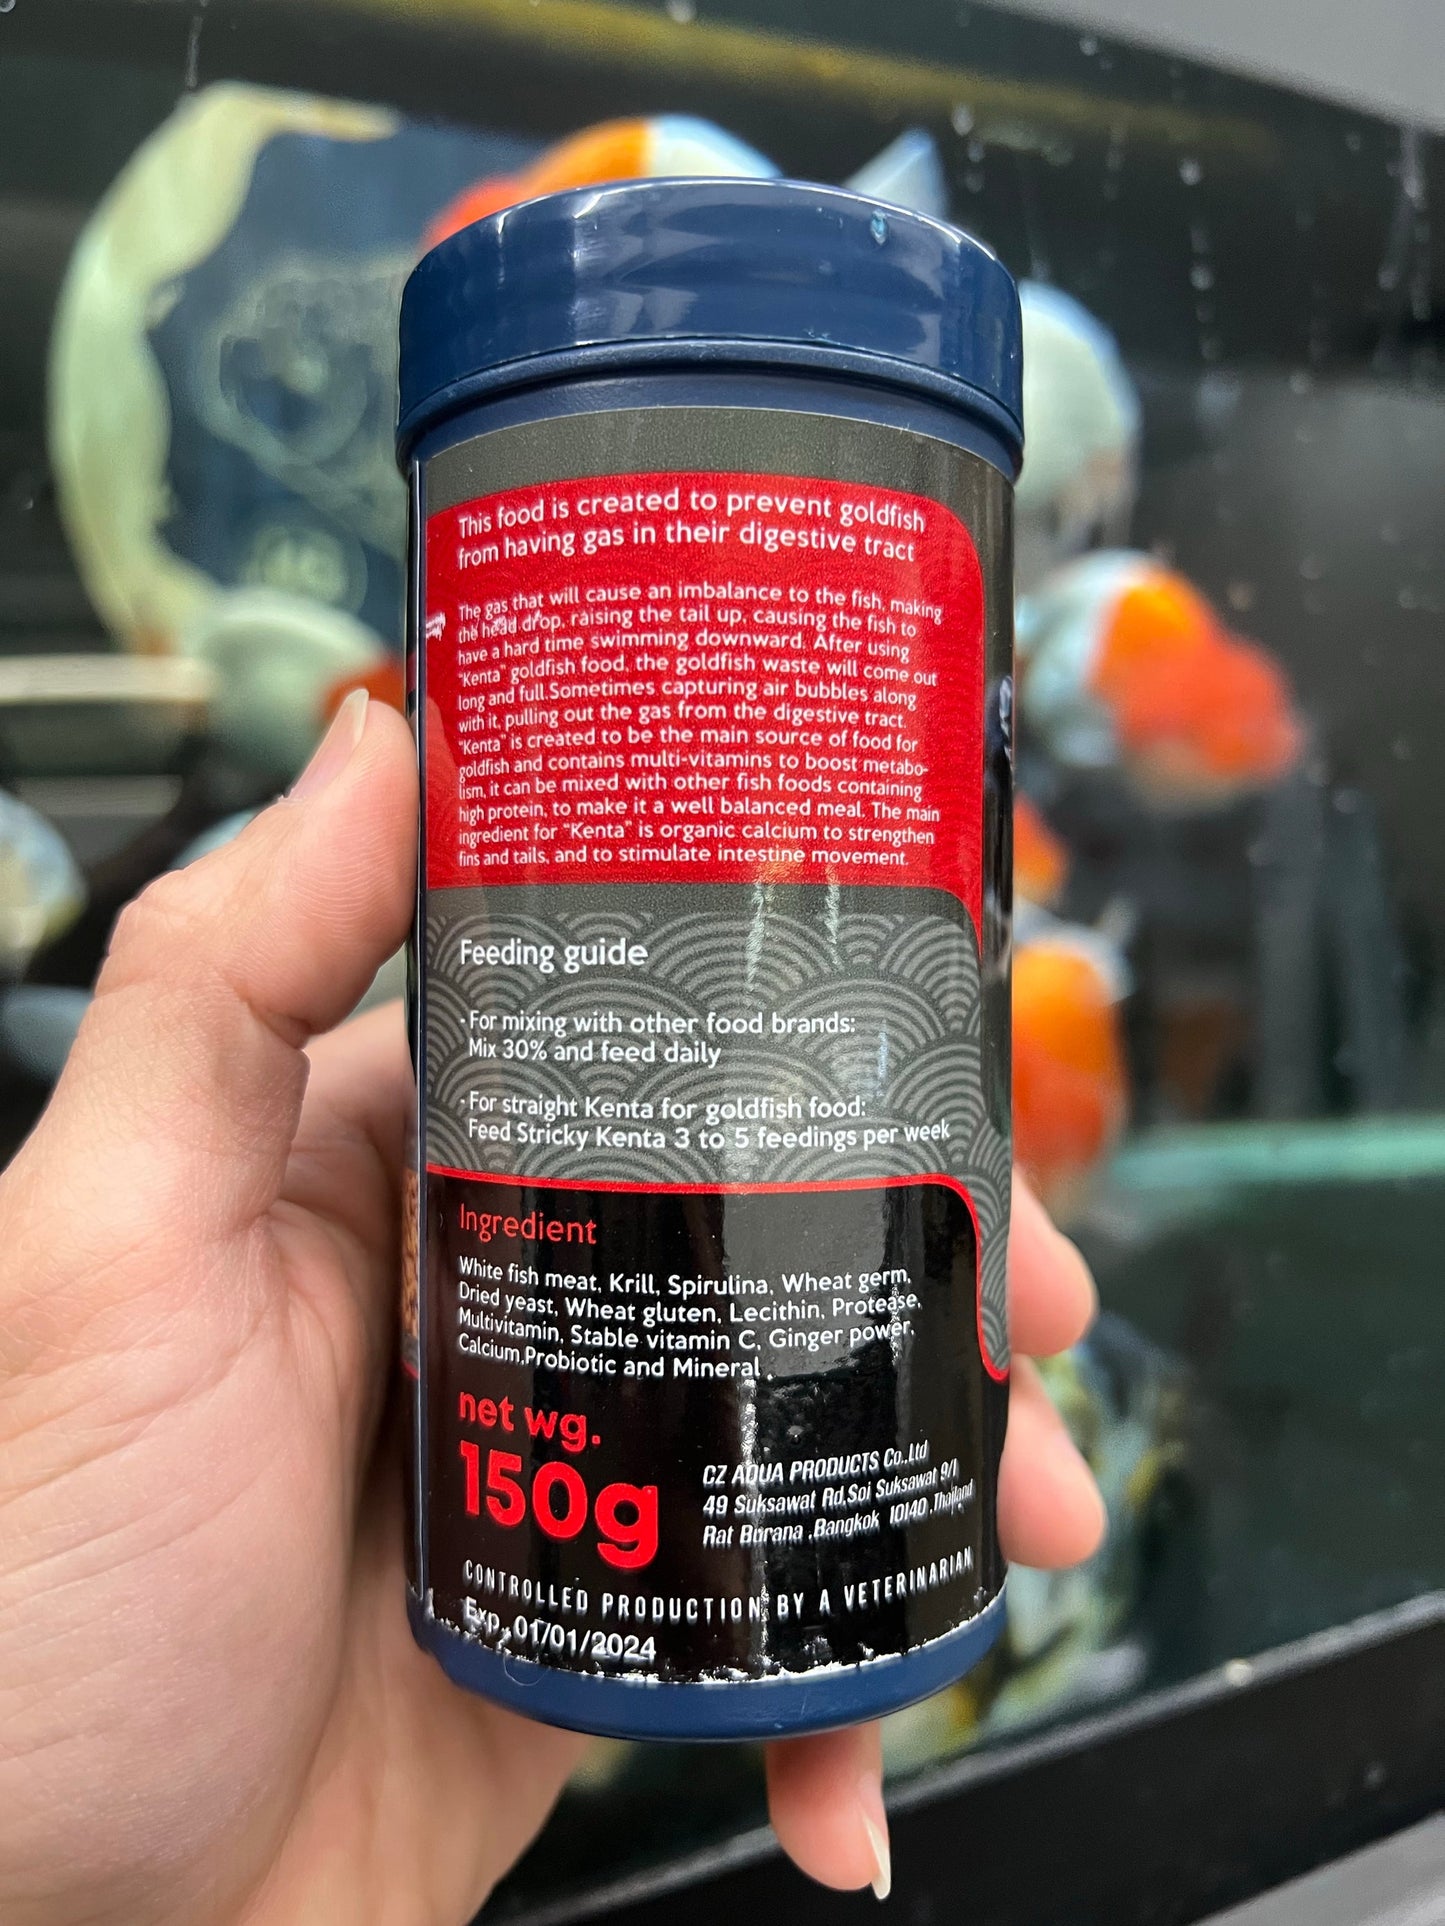 This food is created to prevent goldfish
from having gas in their digestive tract
The gas that will cause an imbalance to the fish, making
the head drop, raising the tail up, causing the fish to
have a hard time swimming downward. After using
"Kenta" goldfish food, the goldfish waste will come out
long and full.Sometimes capturing air bubbles along
with it, pulling out the gas from the digestive tract.
"Kenta" is created to be the main source of food for
goldfish and contains multi-vitamins to boost metabo-
lism, it can be mixed with other fish foods containing
high protein, to make it a well balanced meal. The main
ingredient for "Kenta" is organic calcium to strengthen
fins and tails, and to stimulate intestine movement.
Feeding guide
· For mixing with other food brands:
Mix 30% and feed daily
· For straight Kenta for goldfish food:
Feed Stricky Kenta 3 to 5 feedings per week
Ingredient
White fish meat, Krill, Spirulina, Wheat germ,
Dried yeast, Wheat gluten, Lecithin, Protease,
Multivitamin, Stable vitamin C, Ginger power,
Calcium,Probiotic and Mineral .
net wg.
150g
CZ AQUA PRODUCTS Co.,Ltd
49 Suksawat Rd,Soi Suksawat 9/1
Rat Burana ,Bangkok 10140 ,Thailand
CONTROLLED PRODUCTION BY A VETERINARIAN
Exp. 01/01/2024